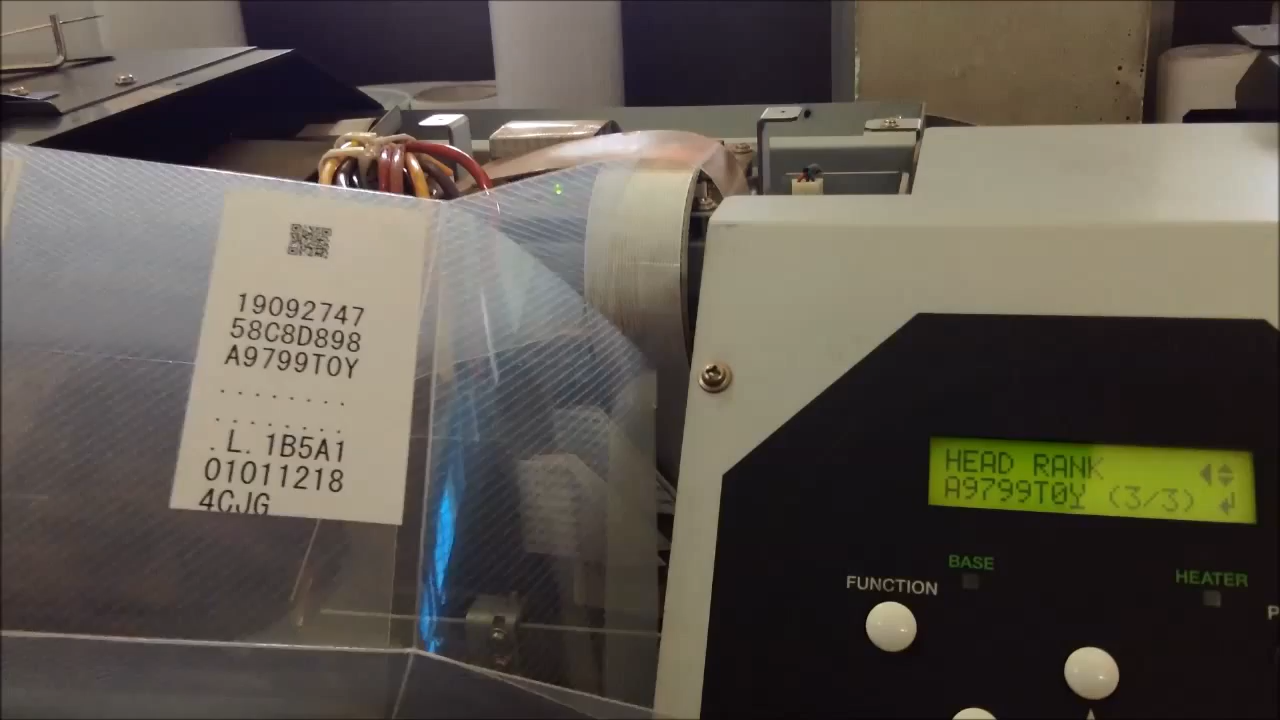 19092747
58C8D898
A9799T0Y
. . . . . . . .
. . . . . . . .
.L.1B5A1
01011218
4CJG
HEAD RANK
A9799T0Y (3/3)
BASE
FUNCTION
HEATER
P